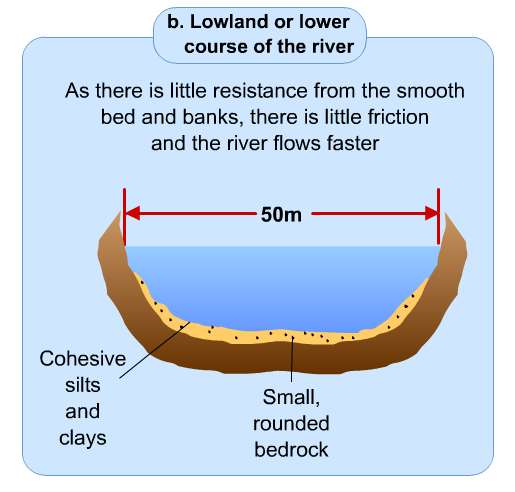 b. Lowland or lower
course of the river
As there is little resistance from the smooth
bed and banks, there is little friction
and the river flows faster
50m
Cohesive
silts
and
clays
Small,
rounded
bedrock